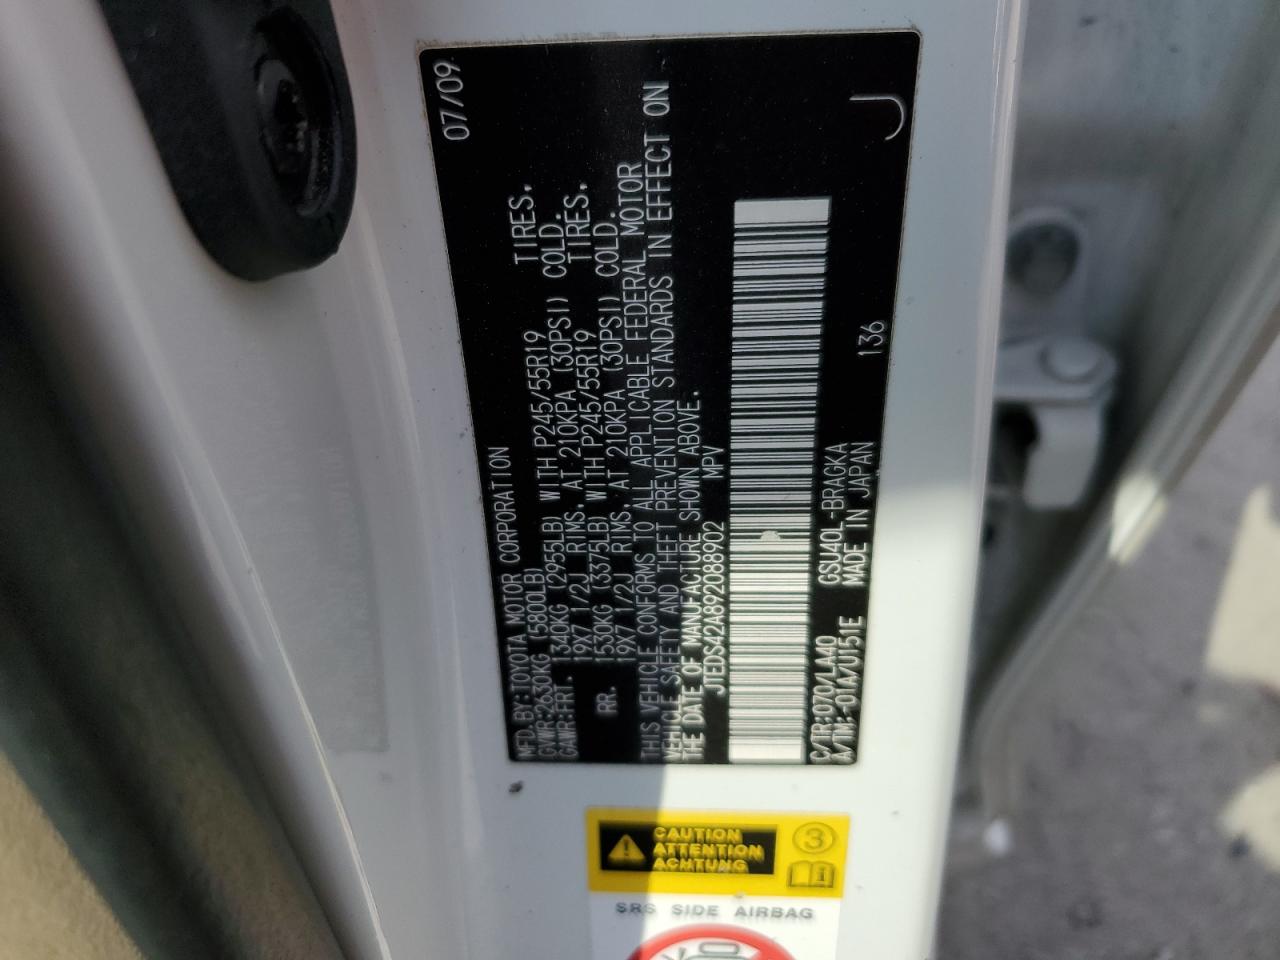 MFD. BY: TOYOTA MOTOR CORPORATION 07/09
GVWR: 2630KG (5800LB)
GAWR: FRT. 1340KG (2955LB) WITH P245/55R19 TIRES.
19X7 1/2J RIMS. AT 210KPA (30PSI) COLD.
RR. 1530KG (3375LB) WITH P245/55R19 TIRES.
19X7 1/2J RIMS. AT 210KPA (30PSI) COLD.
THIS VEHICLE CONFORMS TO ALL APPLICABLE FEDERAL MOTOR
VEHICLE SAFETY AND THEFT PREVENTION STANDARDS IN EFFECT ON
THE DATE OF MANUFACTURE SHOWN ABOVE.
JTEDS42A892088902 MPV
C/TR: 070/LA40 GSU40L -BRAGKA 136
A/TM: -01A/U151E MADE IN JAPAN
J
CAUTION
ATTENTION
ACHTUNG
3
SRS SIDE AIRBAG